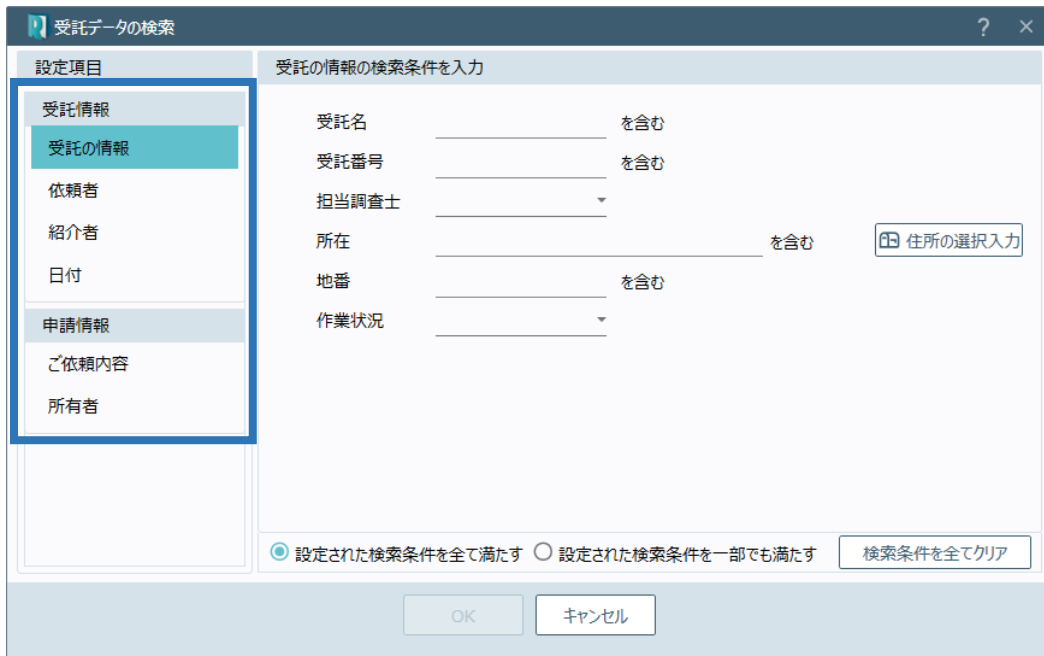 受託データの検索
?
×
設定項目
受託情報
受託の情報
依頼者
紹介者
日付
申請情報
ご依頼内容
所有者
受託の情報の検索条件を入力
受託名 を含む
受託番号 を含む
担当調査士
所在 を含む 住所の選択入力
地番 を含む
作業状況
設定された検索条件を全て満たす 設定された検索条件を一部でも満たす 検索条件を全てクリア
OK キャンセル